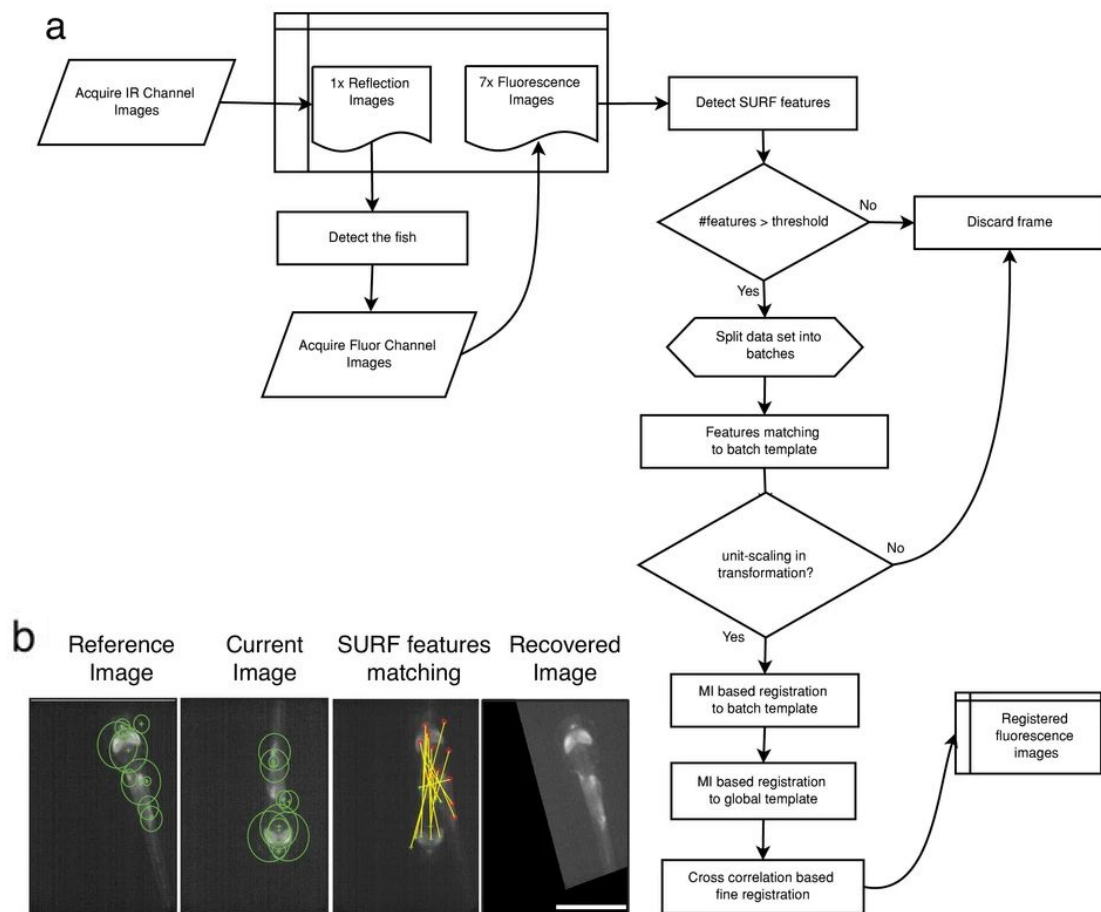 a
Acquire IR Channel
Images
1x Reflection
Images
7x Fluorescence
Images
Detect SURF features
Detect the fish
#features > threshold
No
Discard frame
Yes
Acquire Fluor Channel
Images
Split data set into
batches
Features matching
to batch template
unit-scaling in
transformation?
No
Yes
MI based registration
to batch template
MI based registration
to global template
Cross correlation based
fine registration
Registered
fluorescence
images
b
Reference
Image
Current
Image
SURF features
matching
Recovered
Image